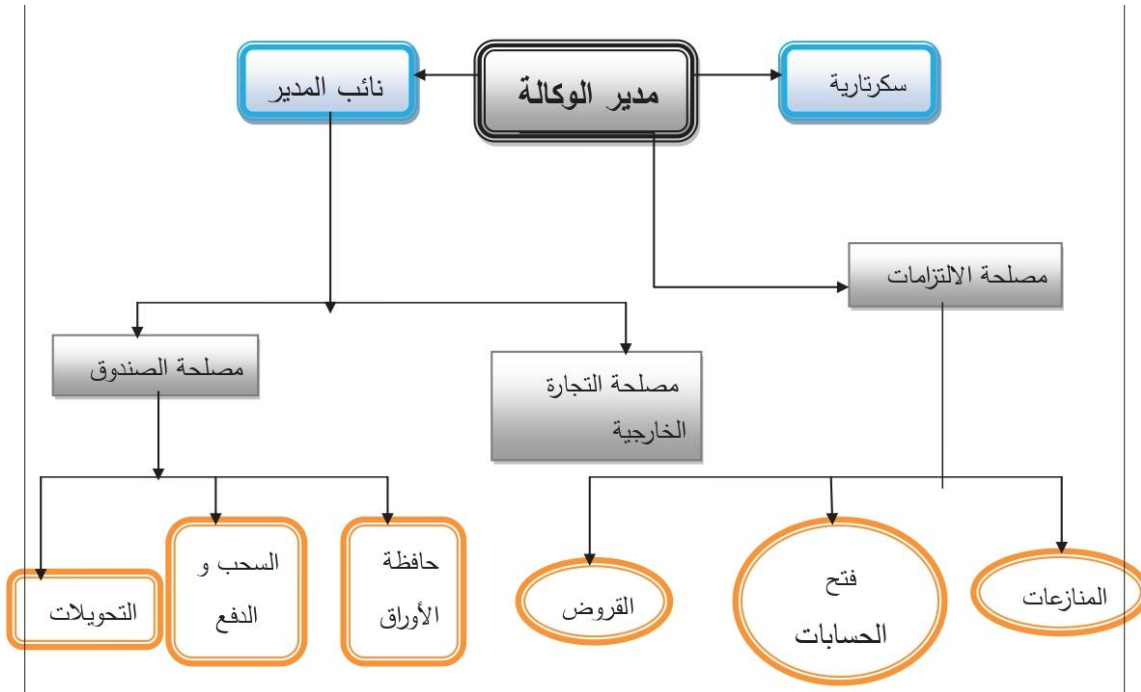 سكرتارية
مدير الوكالة
نائب المدير
مصلحة الالتزامات
مصلحة التجارة
الخارجية
مصلحة الصندوق
المنازعات
فتح
الحسابات
القروض
حافظة
الأوراق
السحب و
الدفع
التحويلات